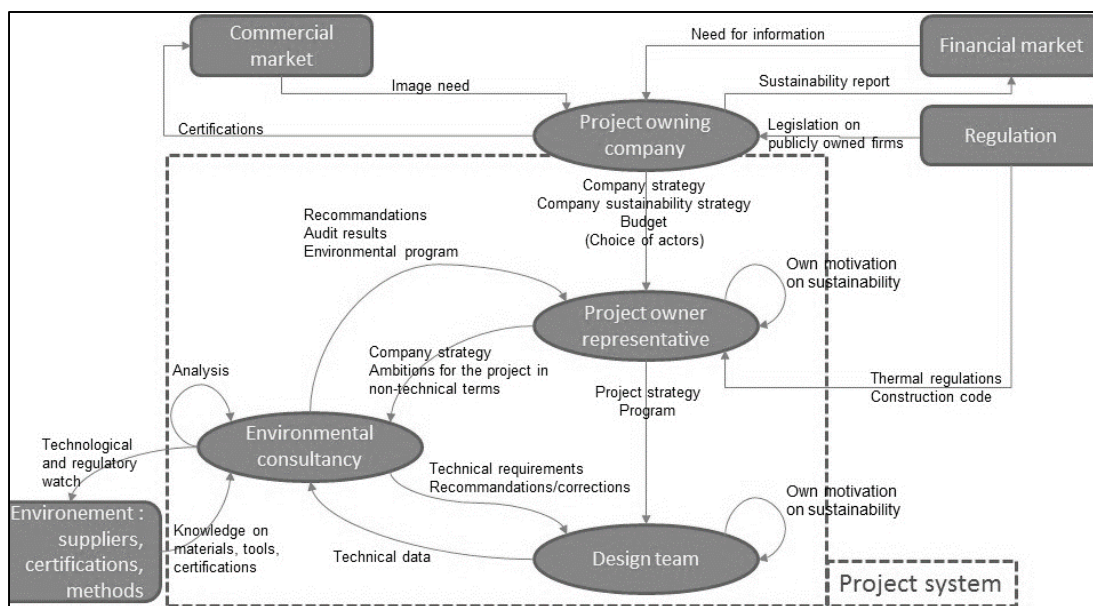 Commercial
market
Need for information
Financial market
Image need
Sustainability report
Certifications
Project owning
company
Legislation on
publicly owned firms
Regulation
Company strategy
Company sustainability strategy
Budget
(Choice of actors)
Recommandations
Audit results
Environmental program
Own motivation
on sustainability
Project owner
representative
Company strategy
Ambitions for the project in
non-technical terms
Analysis
Thermal regulations
Construction code
Project strategy
Program
Environmental
consultancy
Technological
and regulatory
watch
Technical requirements
Recommandations/corrections
Own motivation
on sustainability
Environement :
suppliers,
certifications,
methods
Knowledge on
materials, tools,
certifications
Technical data
Design team
Project system